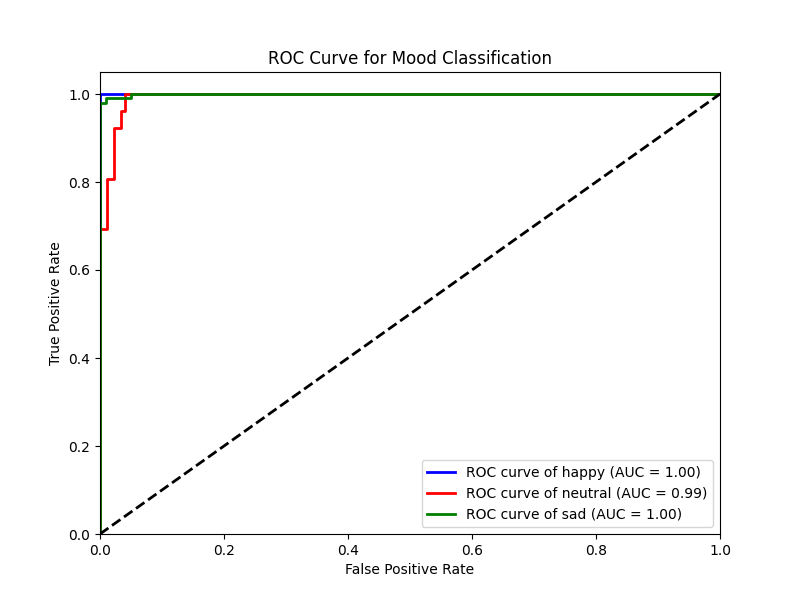 ROC Curve for Mood Classification
1.0
0.8
0.6
0.4
0.2
0.0
True Positive Rate
ROC curve of happy (AUC = 1.00)
ROC curve of neutral (AUC = 0.99)
ROC curve of sad (AUC = 1.00)
0.0 0.2 0.4 0.6 0.8 1.0
False Positive Rate